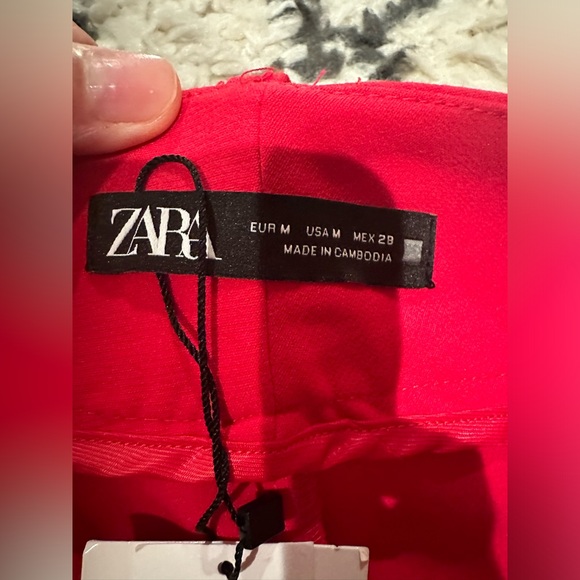 ZARA
EUR M USA M MEX 28
MADE IN CAMBODIA